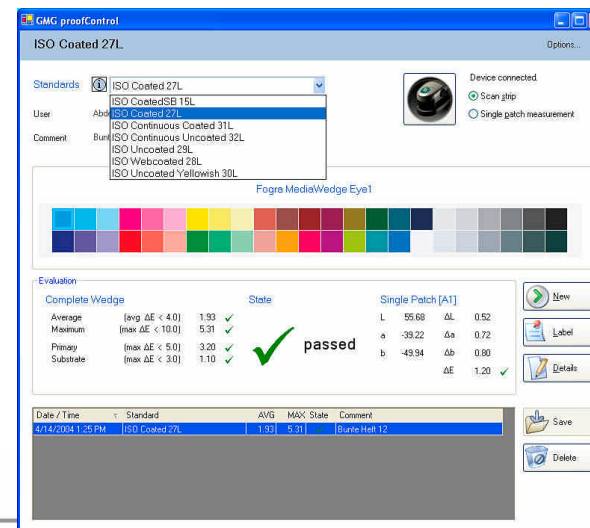 GMG proofControl
ISO Coated 27L
Options...
Standards ISO Coated 27L
Device connected.
ISO CoatedSB 15L
ISO Coated 27L
ISO Continuous Coated 31L
ISO Continuous Uncoated 32L
ISO Uncoated 29L
ISO Webcoated 28L
ISO Uncoated Yellowish 30L
Scan strip
Single patch measurement
User Abde
Comment Bunt
Fogra MediaWedge Eye1
Evaluation
Complete Wedge State Single Patch [A1]
Average (avg ΔE < 4.0) 1.93
Maximum (max ΔE < 10.0) 5.31
Primary (max ΔE < 5.0) 3.20
Substrate (max ΔE < 3.0) 1.10
passed
L 55.68 ΔL 0.52
a -39.22 Δa 0.72
b -49.94 Δb 0.80
ΔE 1.20
New
Label
Details
Date / Time Standard AVG MAX State Comment
4/14/2004 1:25 PM ISO Coated 27L 1.93 5.31 Bunte Heft 12
Save
Delete